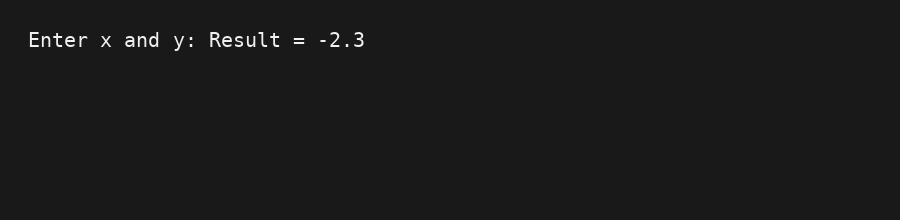 Enter x and y: Result = -2.3